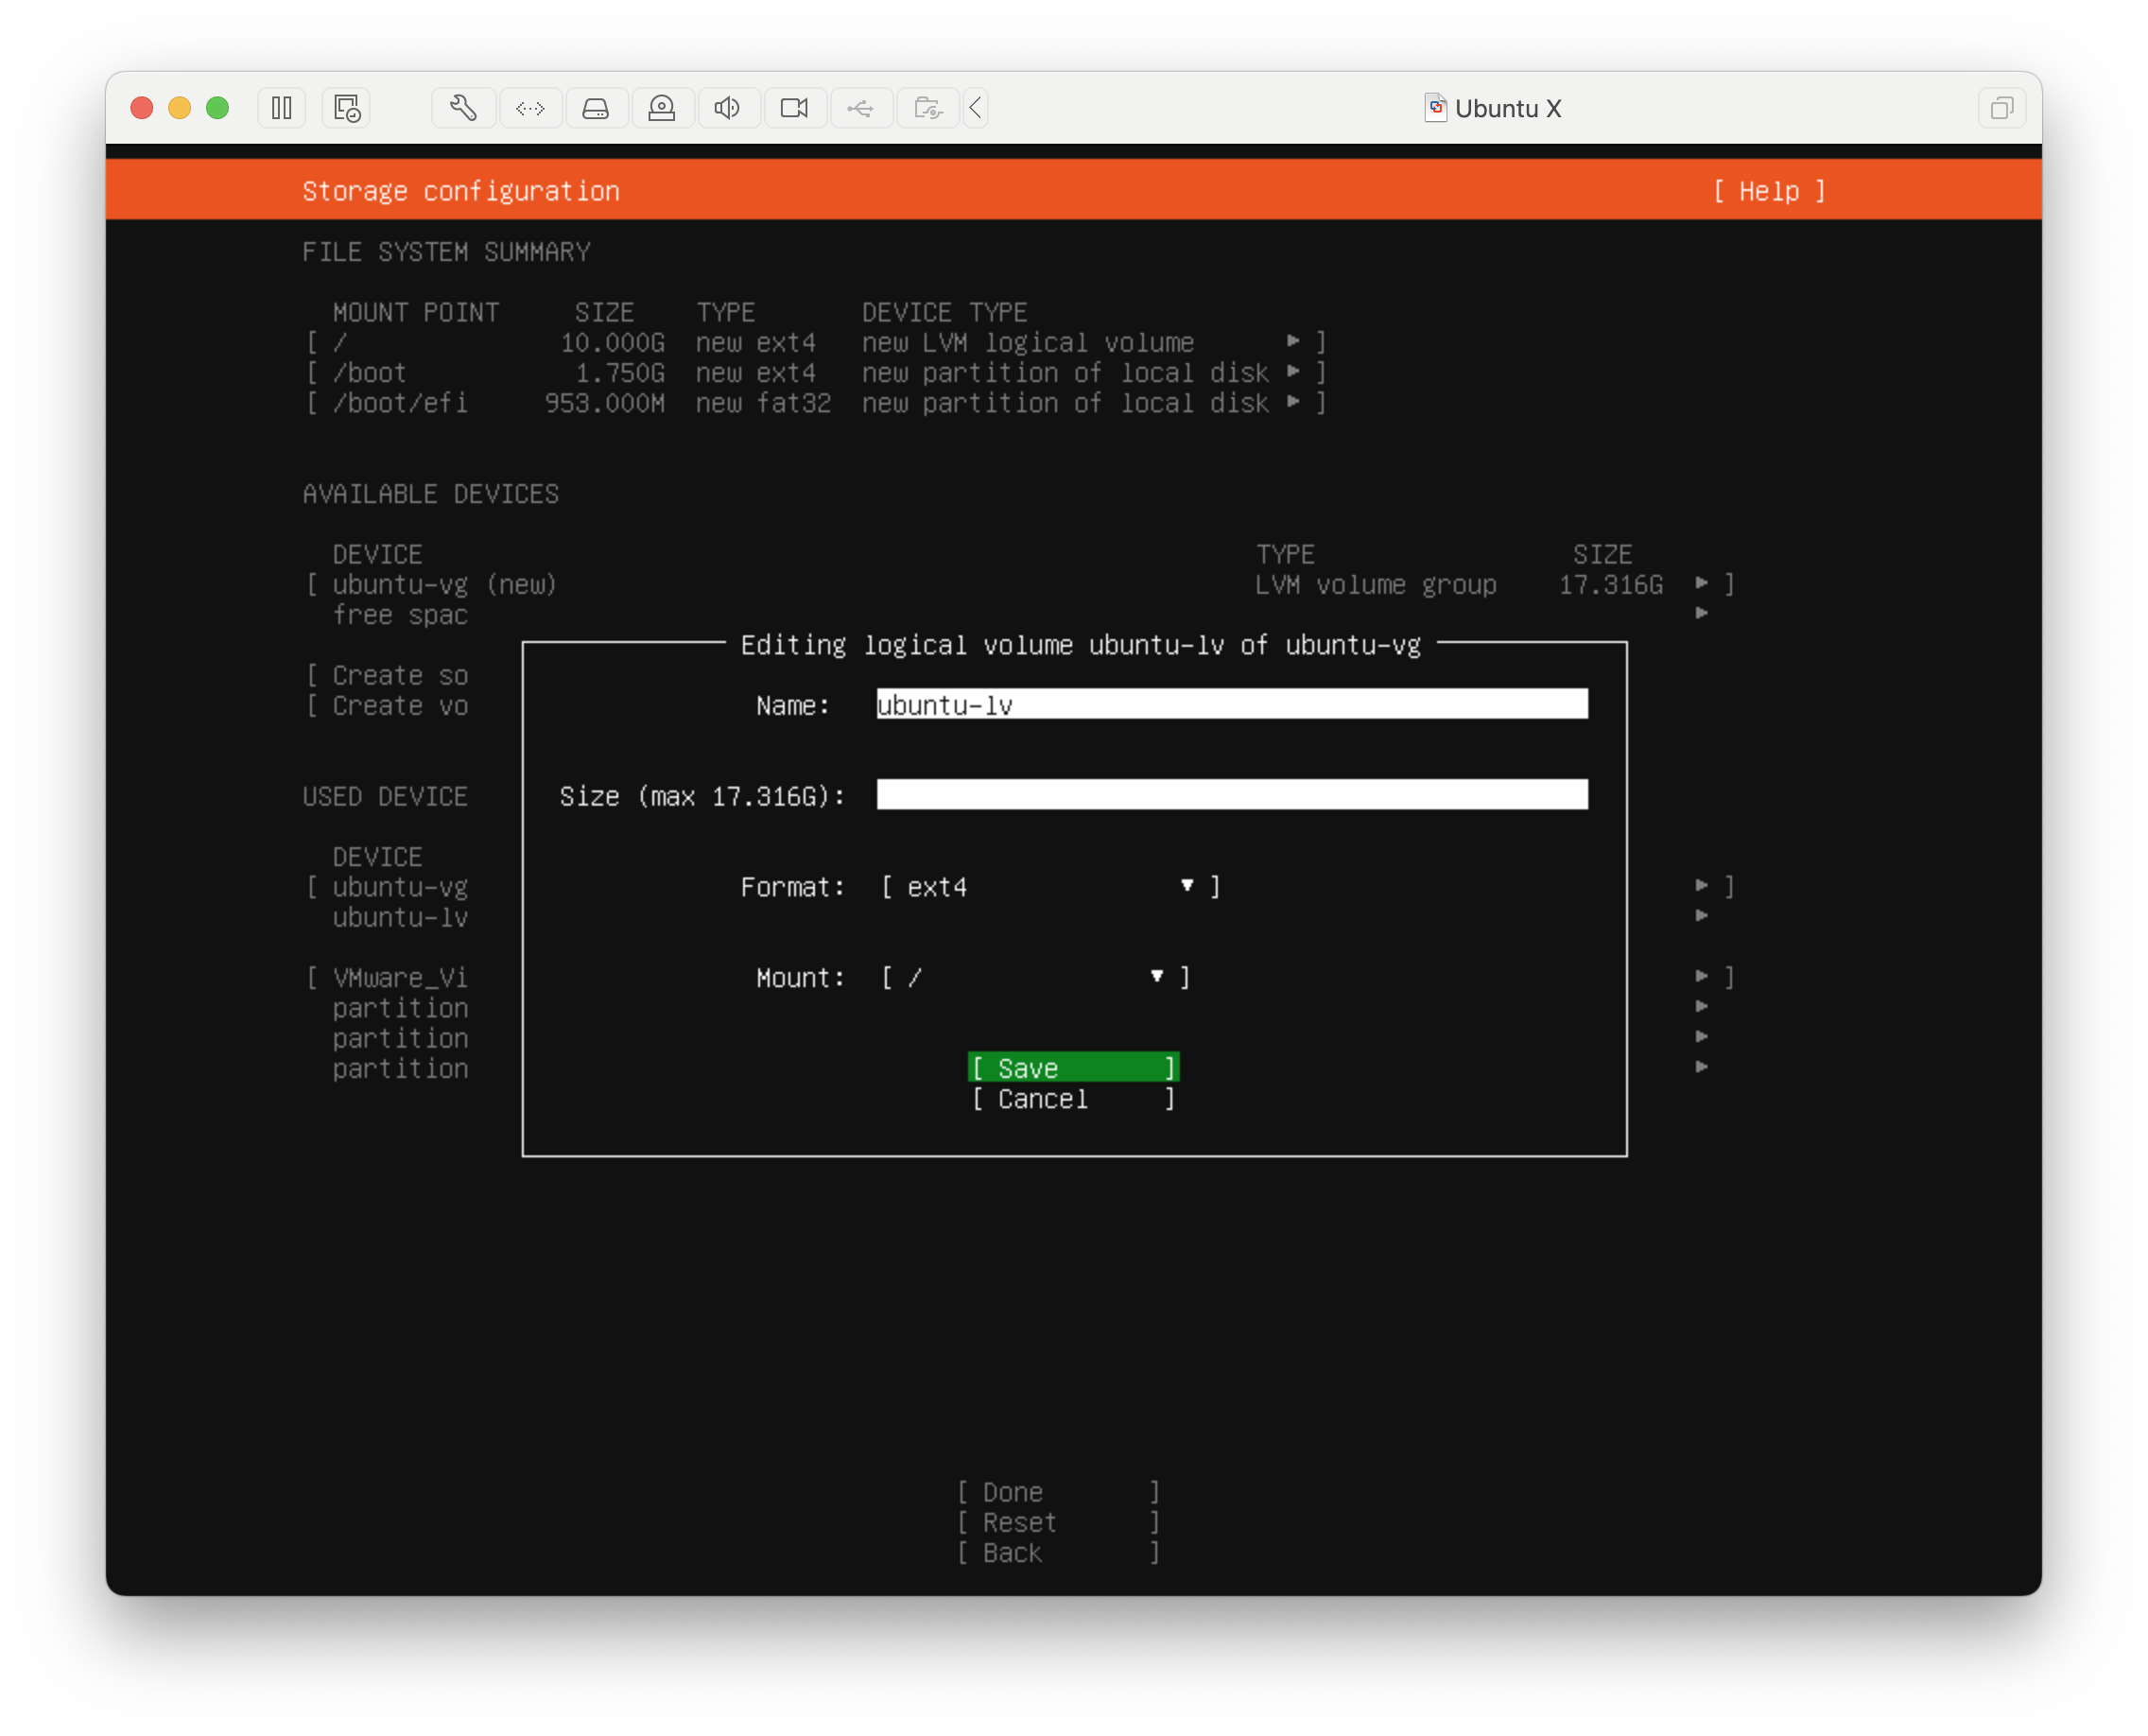 Ubuntu X
Storage configuration [ Help ]
FILE SYSTEM SUMMARY
MOUNT POINT SIZE TYPE DEVICE TYPE
[ / 10.000G new ext4 new LVM logical volume ▸ ]
[ /boot 1.750G new ext4 new partition of local disk ▸ ]
[ /boot/efi 953.000M new fat32 new partition of local disk ▸ ]
AVAILABLE DEVICES
DEVICE TYPE SIZE
[ ubuntu-vg (new) LVM volume group 17.316G ▸ ]
free spac ▸
[ Create so
[ Create vo
USED DEVICE
DEVICE
[ ubuntu-vg ▸ ]
ubuntu-lv ▸
[ VMware_Vi ▸ ]
partition ▸
partition ▸
partition ▸
Editing logical volume ubuntu-lv of ubuntu-vg
Name: ubuntu-lv
Size (max 17.316G):
Format: [ ext4 ▾ ]
Mount: [ / ▾ ]
[ Save ]
[ Cancel ]
[ Done ]
[ Reset ]
[ Back ]